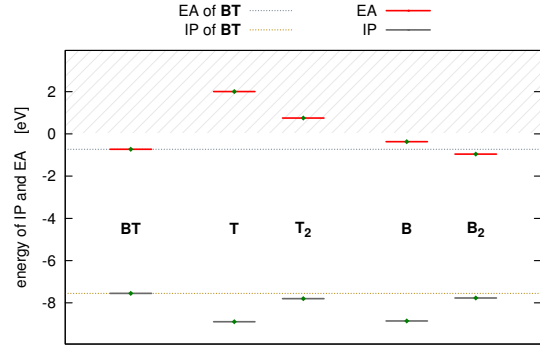 EA of BT
EA
IP of BT
IP
energy of IP and EA [eV]
2
0
-2
-4
-6
-8
BT
T
T₂
B
B₂